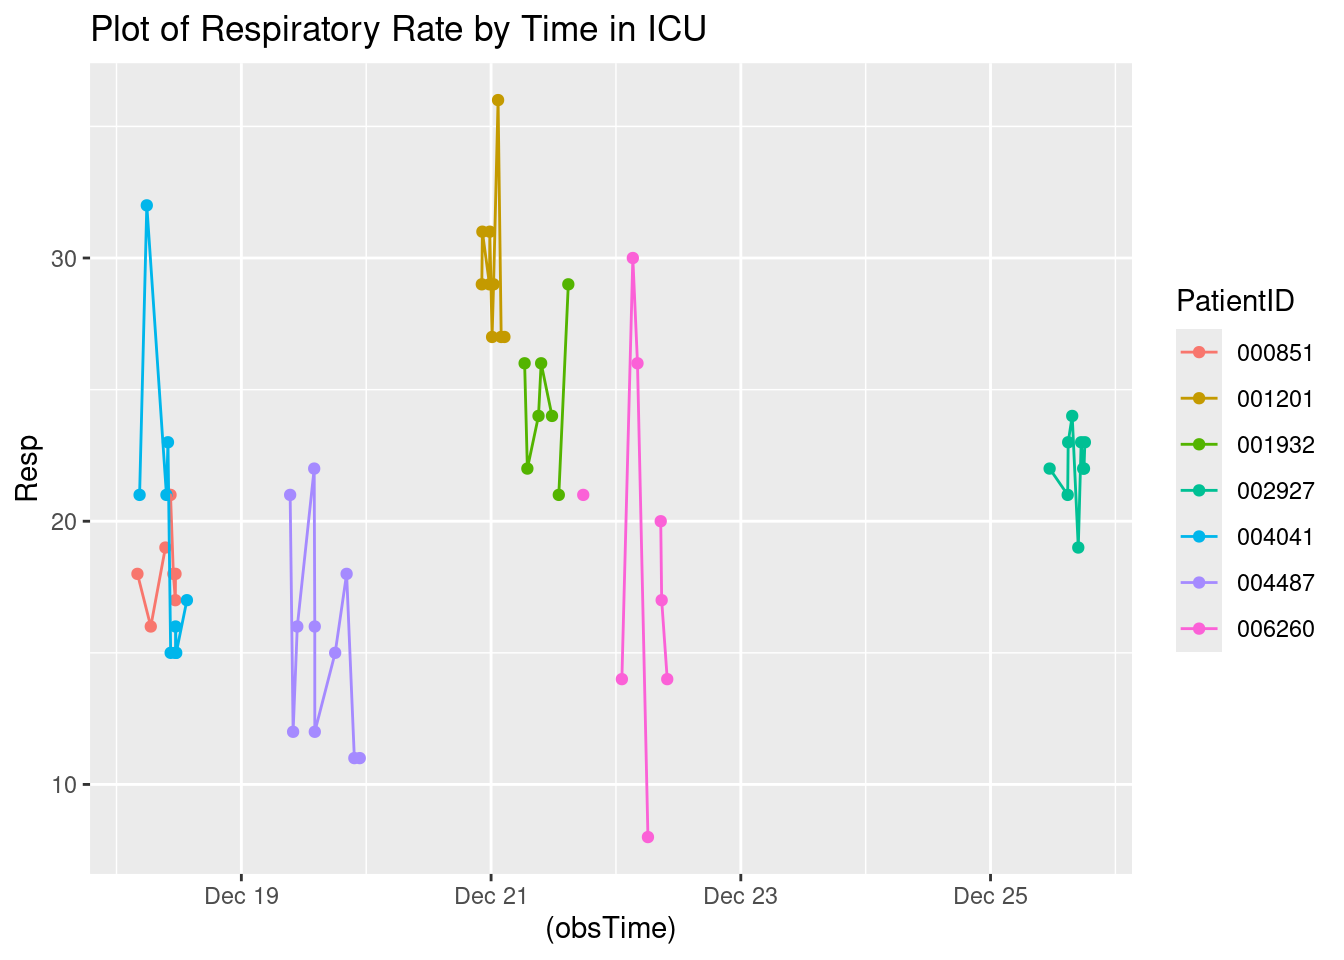 Plot of Respiratory Rate by Time in ICU
Resp
30
20
10
Dec 19
Dec 21
Dec 23
Dec 25
(obsTime)
PatientID
000851
001201
001932
002927
004041
004487
006260